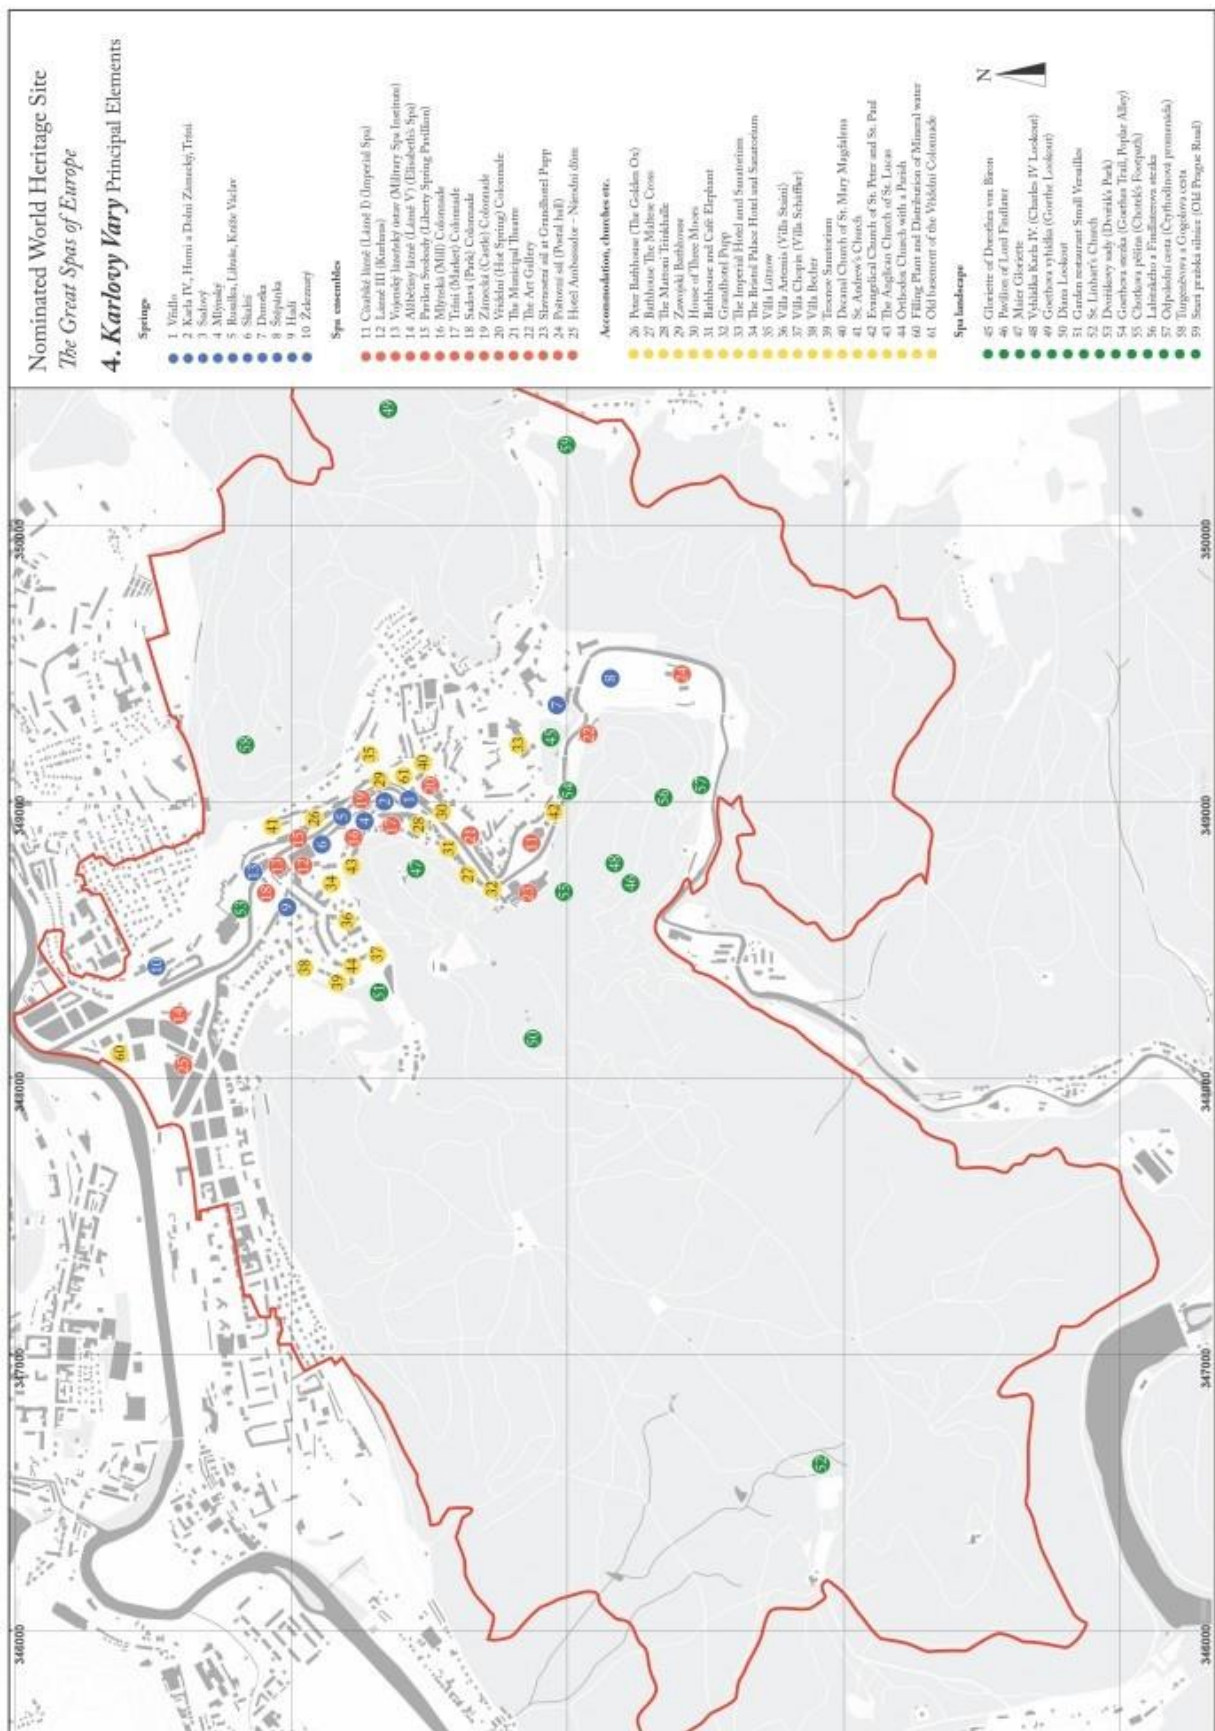 Nominated World Heritage Site
The Great Spas of Europe
4. Karlovy Vary Principal Elements
Springs
1 Vřídlo
2 Karla IV., Horní a Dolní Zámecký, Tržní
3 Sadový
4 Mlýnský
5 Rusalka, Libuše, Kníže Václav
6 Skalní
7 Dorotka
8 Štěpánka
9 Hadí
10 Železnatý
Spa ensembles
11 Císařské lázně (Lázně I) (Imperial Spa)
12 Lázně III (Kurhaus)
13 Vojenský lázeňský ústav (Military Spa Institute)
14 Alžbětiny lázně (Lázně V) (Elisabeth's Spa)
15 Pavilon Svobody (Liberty Spring Pavillion)
16 Mlýnská (Mill) Colonnade
17 Tržní (Market) Colonnade
18 Sadová (Park) Colonnade
19 Zámecká (Castle) Colonnade
20 Vřídelní (Hot Spring) Colonnade
21 The Municipal Theatre
22 The Art Gallery
23 Slavnostní sál at Grandhotel Pupp
24 Poštovní sál (Postal hall)
25 Hotel Ambassador - Národní dům
Accommodation, churches etc.
26 Petr Bathhouse (The Golden Ox)
27 Bathhouse The Maltese Cross
28 The Mattoni Trinkhalle
29 Zawojski Bathhouse
30 House of Three Moors
31 Bathhouse and Café Elephant
32 Grandhotel Pupp
33 The Imperial Hotel and Sanatorium
34 The Bristol Palace Hotel and Sanatorium
35 Villa Lützow
36 Villa Artemis (Villa Staini)
37 Villa Chopin (Villa Schäffler)
38 Villa Becher
39 Trocnov Sanatorium
40 Decanal Church of St. Mary Magdalena
41 St. Andrew's Church
42 Evangelical Church of St. Peter and St. Paul
43 The Anglican Church of St. Lucas
44 Orthodox Church with a Parish
60 Filling Plant and Distribution of Mineral water
61 Old basement of the Vřídelní Colonnade
Spa landscape
45 Gloriette of Dorothea von Biron
46 Pavilon of Lord Findlater
47 Maier Gloriette
48 Vyhlídka Karla IV. (Charles IV Lookout)
49 Goethova vyhlídka (Goethe Lookout)
50 Diana Lookout
51 Garden restaurant Small Versailles
52 St. Linhart's Church
53 Dvořákovy sady (Dvořák's Park)
54 Goethova stezka (Goethes Trail, Poplar Alley)
55 Chotkova pěšina (Chotek's Footpath)
56 Labitzkého a Findlaterova stezka
57 Odpolední cesta (Čtyřhodinová promenáda)
58 Turgeněvova a Gogolova cesta
59 Stará pražská silnice (Old Prague Road)
N
346000
347000
348000
349000
350000
346000
348000
349000
350000
347000